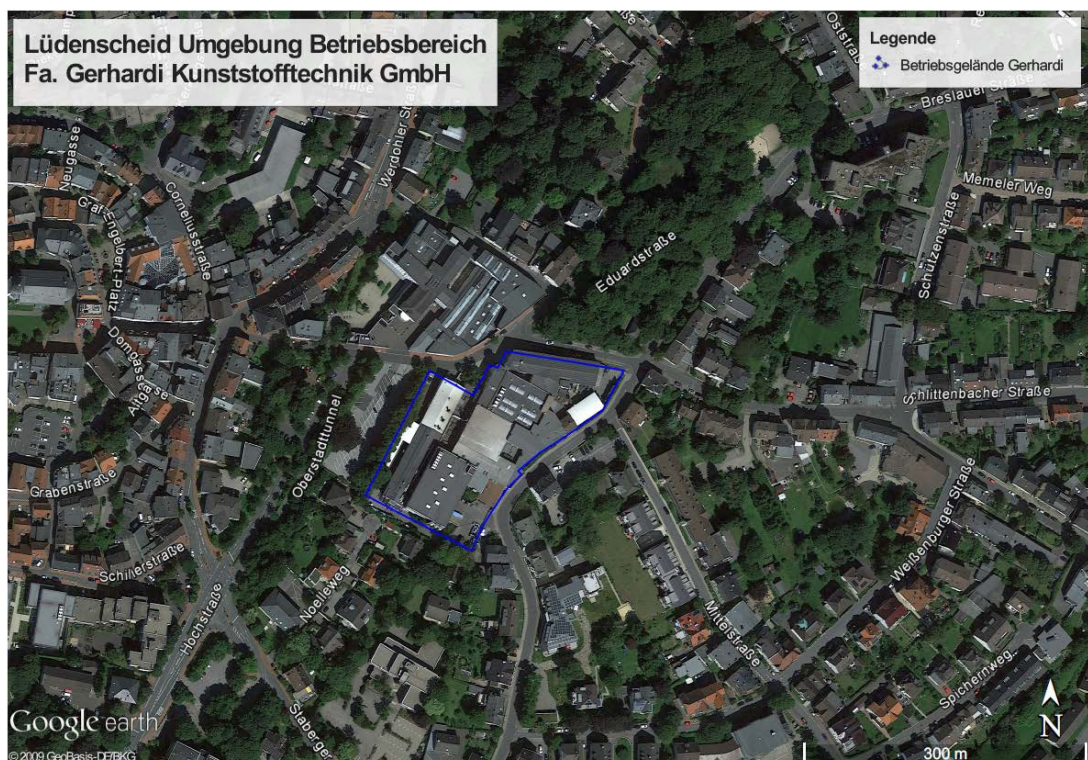 Lüdenscheid Umgebung Betriebsbereich
Fa. Gerhardi Kunststofftechnik GmbH
Legende
Betriebsgelände Gerhardi
Oststraße
Breslauer Straße
Neugasse
Werdohler Straße
Memeler Weg
Graf-Engelbert-Platz
Corneliusstraße
Eduardstraße
Schützenstraße
Domgasse
Altgasse
Oberstadttunnel
Schlittenbacher Straße
Grabenstraße
Weißenburger Straße
Schillerstraße
Noelleweg
Hochstraße
Mittelstraße
Spichernweg
Slaberger
Google earth
N
© 2009 GeoBasis-DE/BKG
300 m